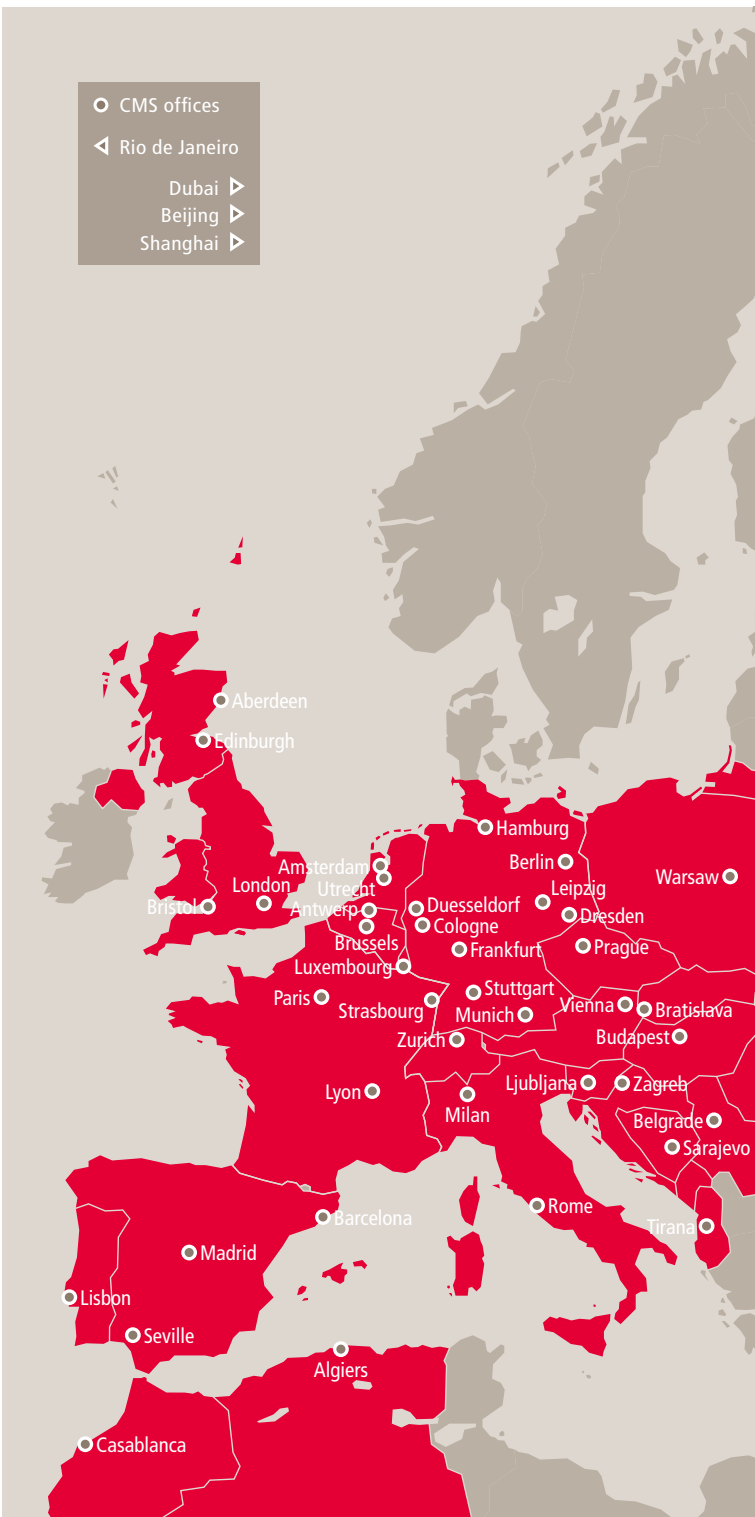 CMS offices
Rio de Janeiro
Dubai
Beijing
Shanghai
Aberdeen
Edinburgh
Hamburg
Berlin
Amsterdam
Warsaw
Utrecht
London
Leipzig
Bristol
Antwerp
Duesseldorf
Dresden
Cologne
Brussels
Frankfurt
Prague
Luxembourg
Stuttgart
Paris
Strasbourg
Munich
Vienna
Bratislava
Zurich
Budapest
Ljubljana
Zagreb
Lyon
Milan
Belgrade
Sarajevo
Rome
Barcelona
Tirana
Madrid
Lisbon
Seville
Algiers
Casablanca